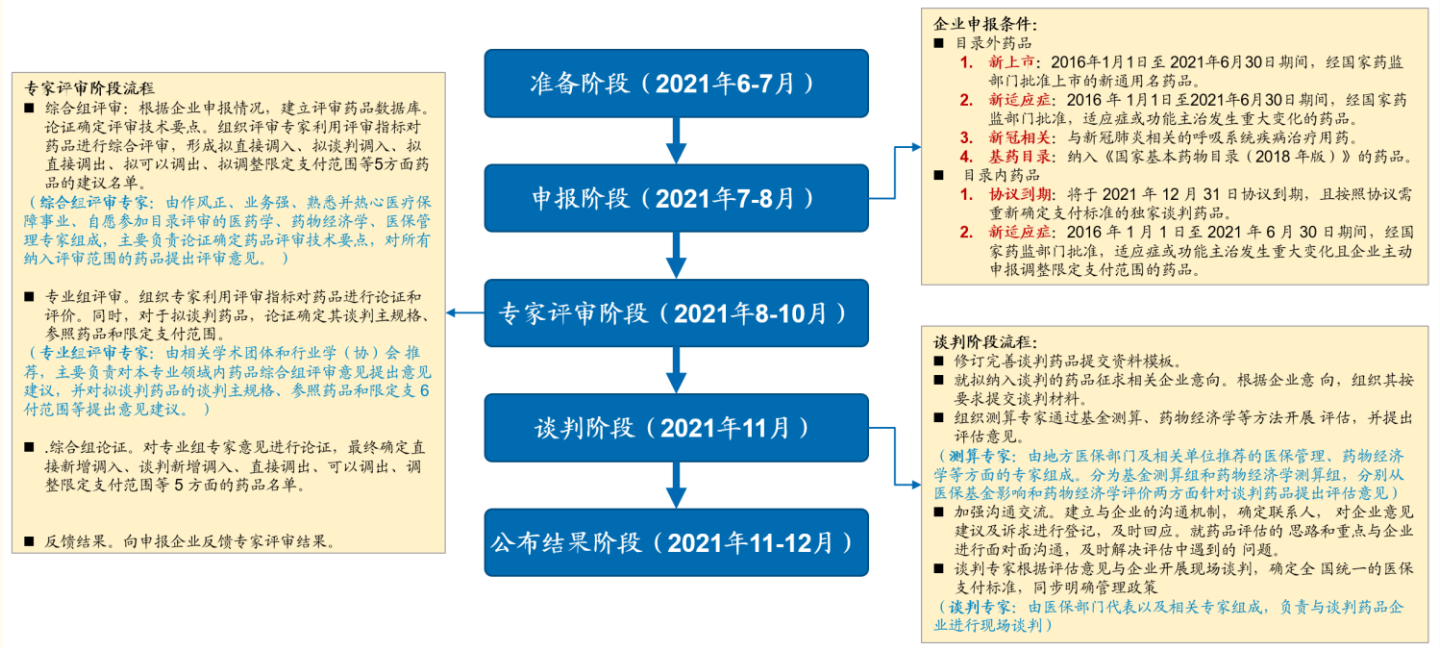 准备阶段（2021年6-7月）
申报阶段（2021年7-8月）
专家评审阶段（2021年8-10月）
谈判阶段（2021年11月）
公布结果阶段（2021年11-12月）
专家评审阶段流程
■ 综合组评审：根据企业申报情况，建立评审药品数据库。
论证确定评审技术要点。组织评审专家利用评审指标对
药品进行综合评审，形成拟直接调入、拟谈判调入、拟
直接调出、拟可以调出、拟调整限定支付范围等5方面药
品的建议名单。
（综合组评审专家：由作风正、业务强、熟悉并热心医疗保
障事业、自愿参加目录评审的医药学、药物经济学、医保管
理专家组成，主要负责论证确定药品评审技术要点，对所有
纳入评审范围的药品提出评审意见。 ）
■ 专业组评审。组织专家利用评审指标对药品进行论证和
评价。同时，对于拟谈判药品，论证确定其谈判主规格、
参照药品和限定支付范围。
（专业组评审专家：由相关学术团体和行业学（协）会 推
荐，主要负责对本专业领域内药品综合组评审意见提出意见
建议，并对拟谈判药品的谈判主规格、参照药品和限定支 6
付范围等提出意见建议。 ）
■ .综合组论证。对专业组专家意见进行论证，最终确定直
接新增调入、谈判新增调入、直接调出、可以调出、调
整限定支付范围等 5 方面的药品名单。
■ 反馈结果。向申报企业反馈专家评审结果。
企业申报条件：
■ 目录外药品
1. 新上市：2016年1月1日至 2021年6月30日期间，经国家药监
部门批准上市的新通用名药品。
2. 新适应症：2016 年 1月1日至2021年6月30日期间，经国家药
监部门批准，适应症或功能主治发生重大变化的药品。
3. 新冠相关：与新冠肺炎相关的呼吸系统疾病治疗用药。
4. 基药目录：纳入《国家基本药物目录（2018 年版）》的药品。
■ 目录内药品
1. 协议到期：将于 2021 年 12 月 31 日协议到期，且按照协议需
重新确定支付标准的独家谈判药品。
2. 新适应症：2016 年 1 月 1 日至 2021 年 6 月 30 日期间，经国
家药监部门批准，适应症或功能主治发生重大变化且企业主动
申报调整限定支付范围的药品。
谈判阶段流程：
■ 修订完善谈判药品提交资料模板。
■ 就拟纳入谈判的药品征求相关企业意向。根据企业意 向，组织其按
要求提交谈判材料。
■ 组织测算专家通过基金测算、药物经济学等方法开展 评估，并提出
评估意见。
（测算专家：由地方医保部门及相关单位推荐的医保管理、药物经济
学等方面的专家组成。分为基金测算组和药物经济学测算组，分别从
医保基金影响和药物经济学评价两方面针对谈判药品提出评估意见）
■ 加强沟通交流。建立与企业的沟通机制，确定联系人， 对企业意见
建议及诉求进行登记，及时回应。就药品评估的 思路和重点与企业
进行面对面沟通，及时解决评估中遇到的 问题。
■ 谈判专家根据评估意见与企业开展现场谈判，确定全 国统一的医保
支付标准，同步明确管理政策
（谈判专家：由医保部门代表以及相关专家组成，负责与谈判药品企
业进行现场谈判）